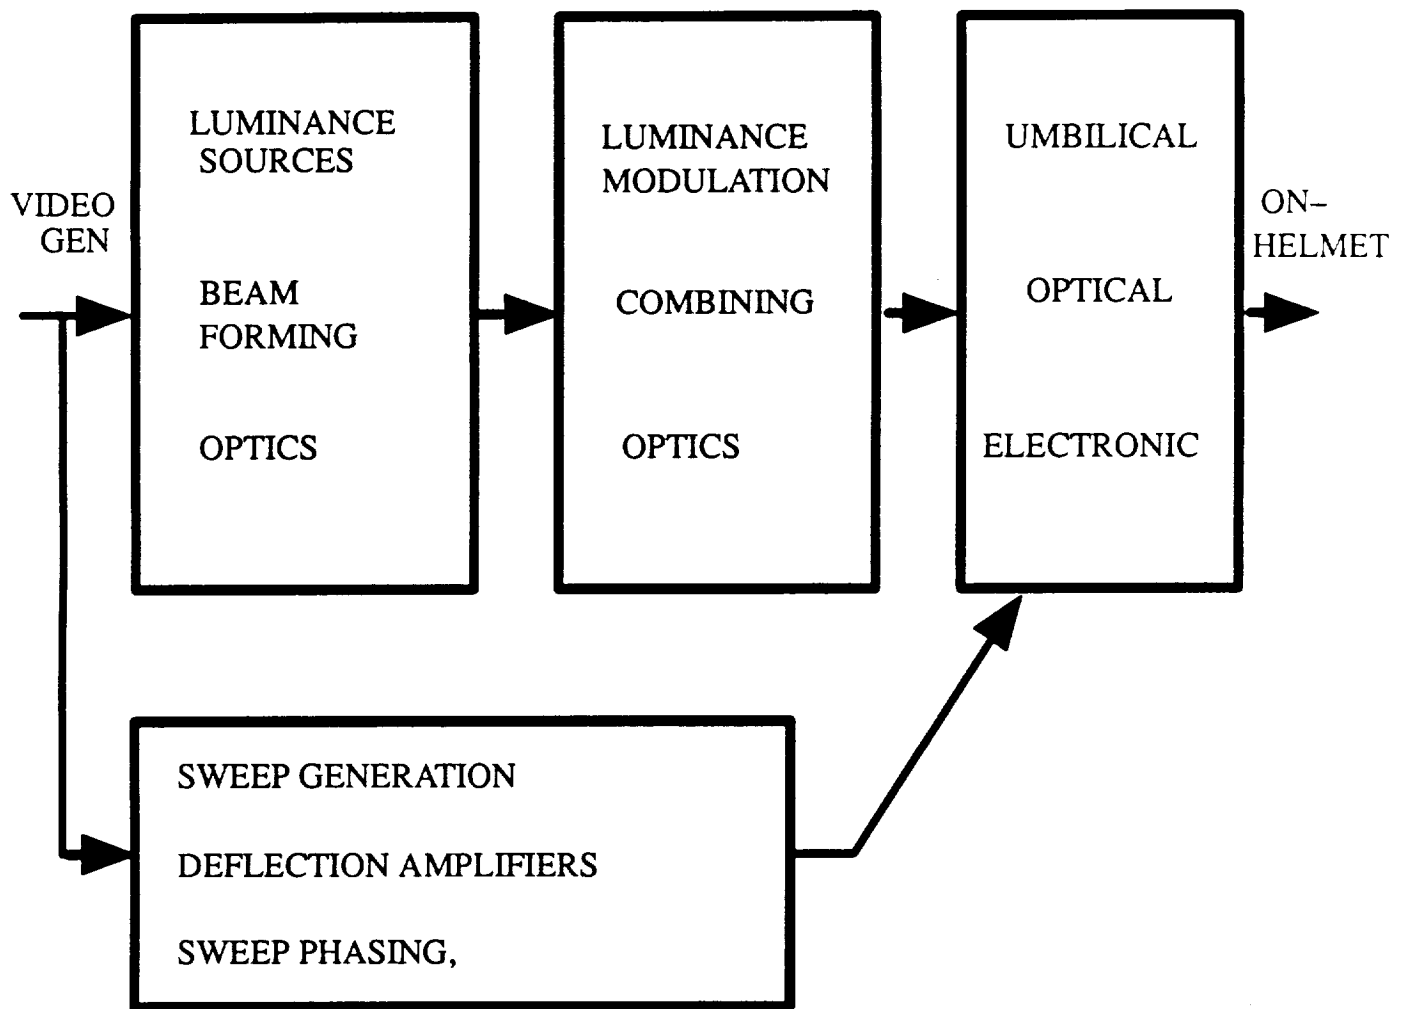 VIDEO
GEN
LUMINANCE
SOURCES
BEAM
FORMING
OPTICS
LUMINANCE
MODULATION
COMBINING
OPTICS
UMBILICAL
OPTICAL
ELECTRONIC
ON–
HELMET
SWEEP GENERATION
DEFLECTION AMPLIFIERS
SWEEP PHASING,